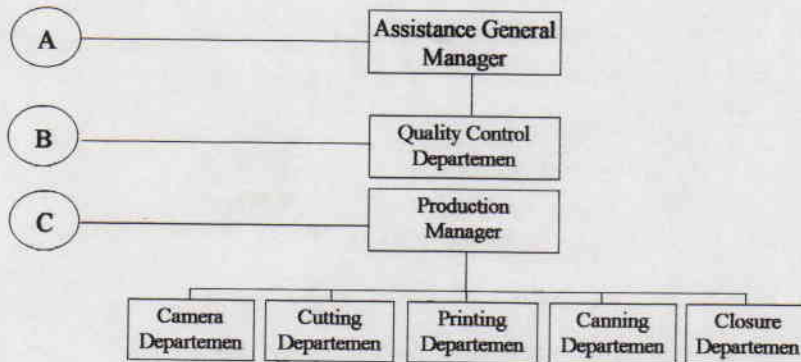 A
Assistance General
Manager
B
Quality Control
Departemen
C
Production
Manager
Camera
Departemen
Cutting
Departemen
Printing
Departemen
Canning
Departemen
Closure
Departemen